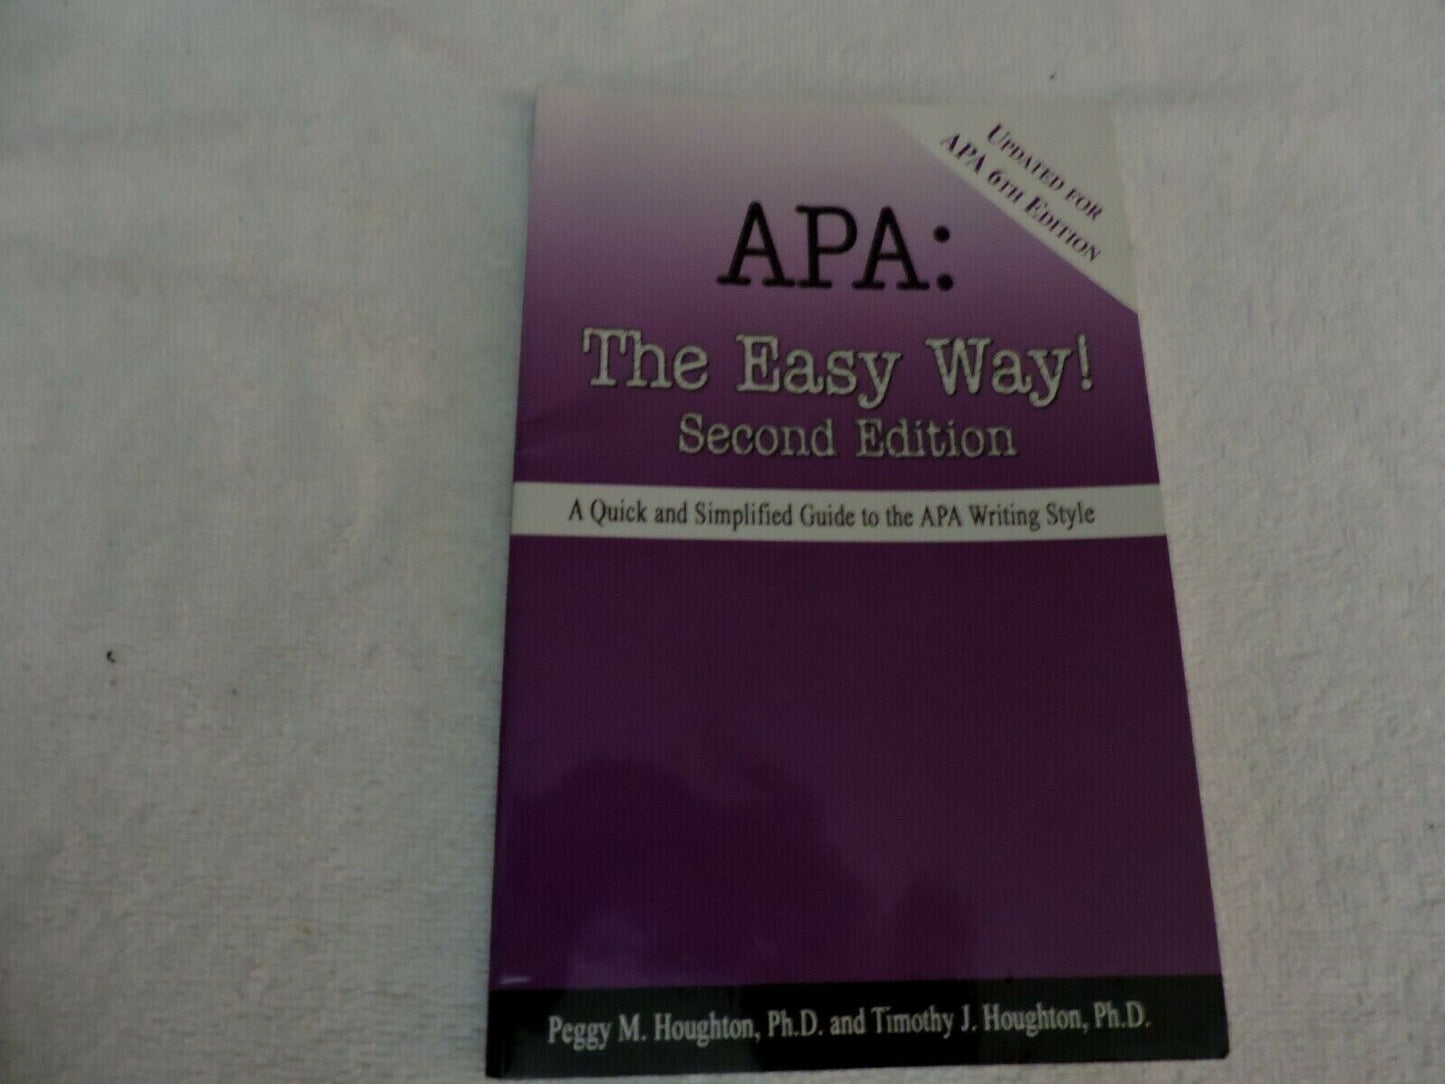 UPDATED FOR
APA 6TH EDITION
APA:
The Easy Way!
Second Edition
A Quick and Simplified Guide to the APA Writing Style
Peggy M. Houghton, Ph.D. and Timothy J. Houghton, Ph.D.